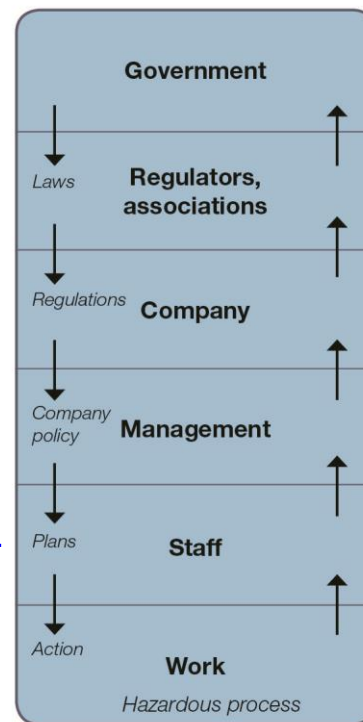 Government
Laws
Regulators,
associations
Regulations
Company
Company
policy
Management
Plans
Staff
Action
Work
Hazardous process